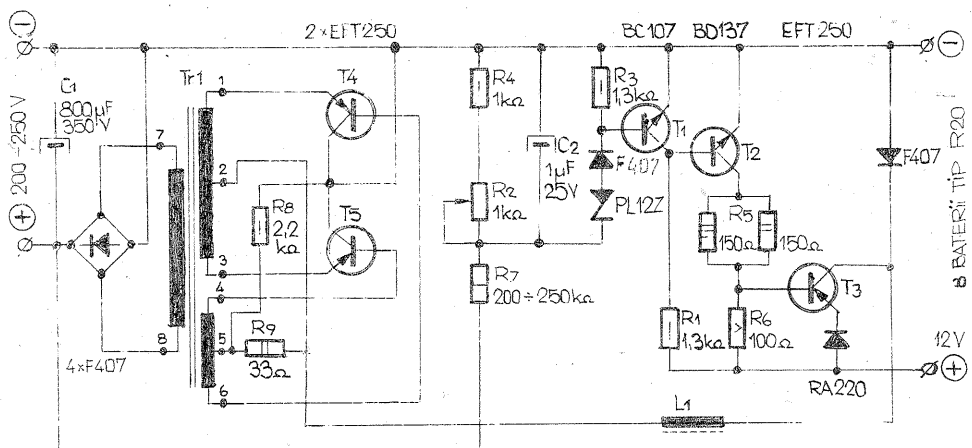 2×EFT250
BC107 BD137 EFT250
(−)
(−)
Tr1
1
T4
C1
800µF
350V
R4
1kΩ
R3
1,3kΩ
T1
T2
F407
7
200÷250V
(+)
2
R8
2,2
kΩ
T5
R2
1kΩ
C2
1µF
25V
F407
PL12Z
R5
150Ω
150Ω
8 BATERII TIP R20
3
4
R7
200÷250kΩ
T3
8
5
R9
33Ω
6
R1
1,3kΩ
R6
100Ω
12V
(+)
4×F407
RA220
L1